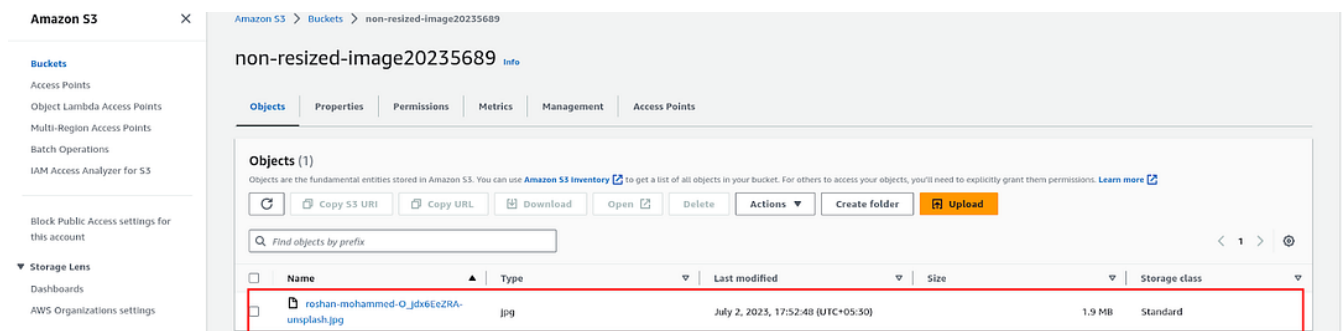 Amazon S3
Amazon S3 > Buckets > non-resized-image20235689
non-resized-image20235689 Info
Buckets
Access Points
Object Lambda Access Points
Multi-Region Access Points
Batch Operations
IAM Access Analyzer for S3
Block Public Access settings for
this account
Storage Lens
Dashboards
AWS Organizations settings
Objects Properties Permissions Metrics Management Access Points
Objects (1)
Objects are the fundamental entities stored in Amazon S3. You can use Amazon S3 Inventory to get a list of all objects in your bucket. For others to access your objects, you'll need to explicitly grant them permissions. Learn more
Copy S3 URI Copy URL Download Open Delete Actions Create folder Upload
Find objects by prefix
< 1 >
Name Type Last modified Size Storage class
roshan-mohammed-O_jdx6EeZRA-
unsplash.jpg
jpg July 2, 2023, 17:52:48 (UTC+05:30) 1.9 MB Standard